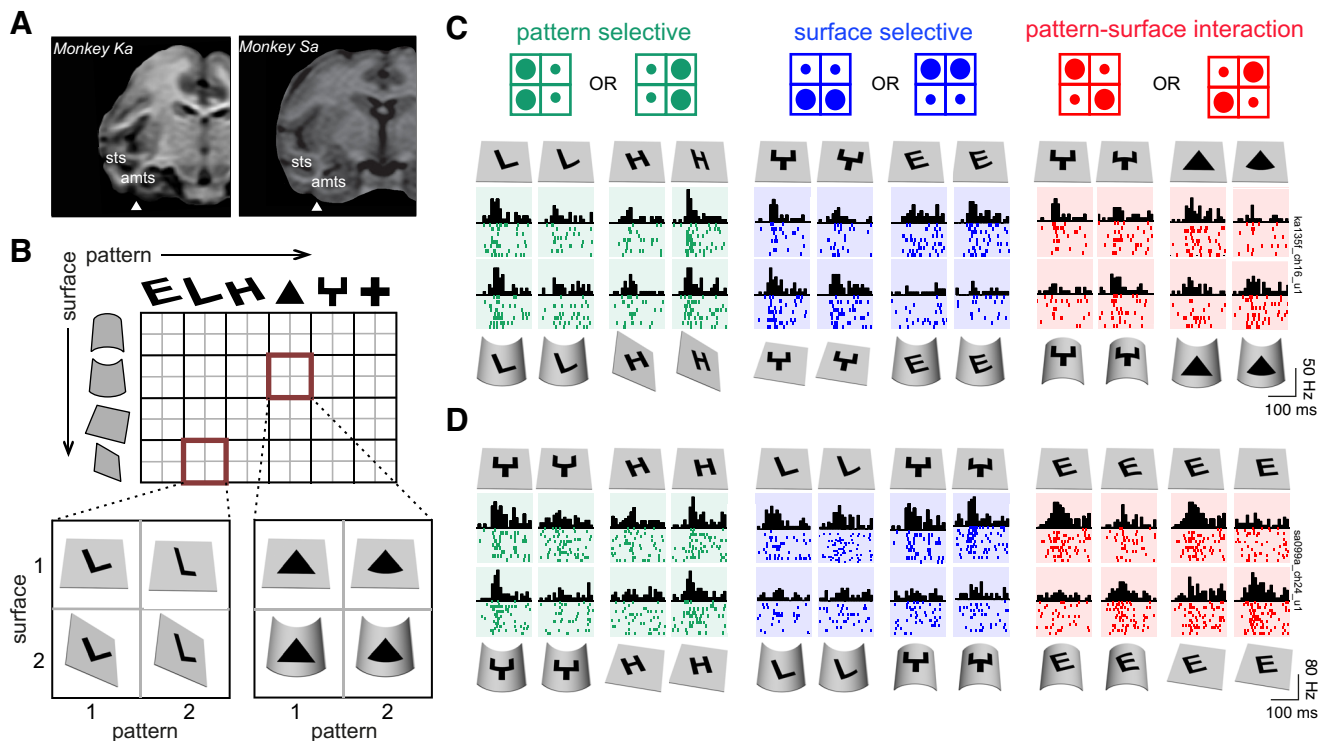 A
Monkey Ka
Monkey Sa
sts
amts
sts
amts
B
pattern
surface
E L H Y
surface
1
2
1 2
pattern
1 2
pattern
L L
L L
C
pattern selective
surface selective
pattern-surface interaction
OR
OR
OR
L L H H Y Y E E Y Y
ka135f_ch16_u1
L L H H Y Y E E Y Y
50 Hz
100 ms
D
Y Y H H L L Y Y E E E E
sa099a_ch24_u1
Y Y H H L L Y Y E E E E
80 Hz
100 ms